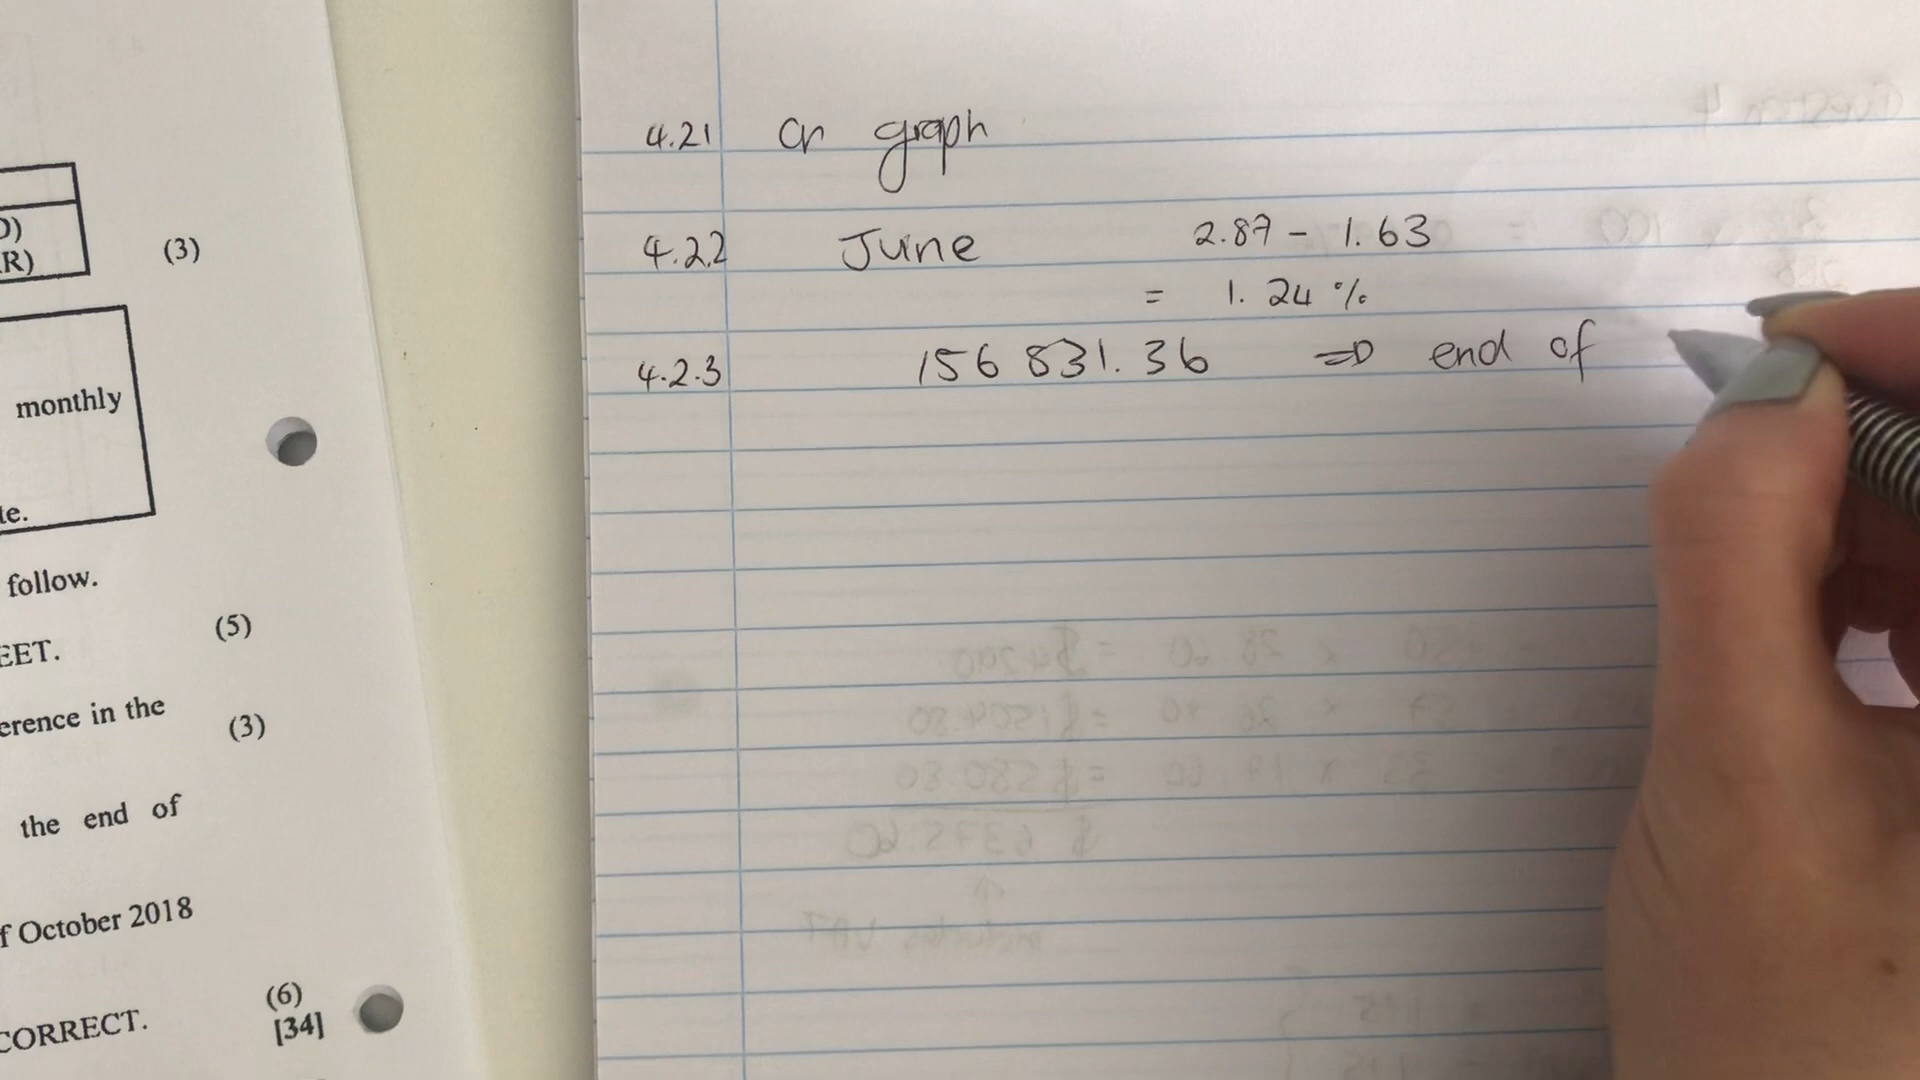 D)
R)
(3)
monthly
te.
follow.
(5)
EET.
erence in the
(3)
the end of
f October 2018
(6)
CORRECT.
[34]
4.21 on graph
4.2.2 June 2.87 - 1.63
= 1.24 %
4.2.3 156 831.36 ⇒ end of